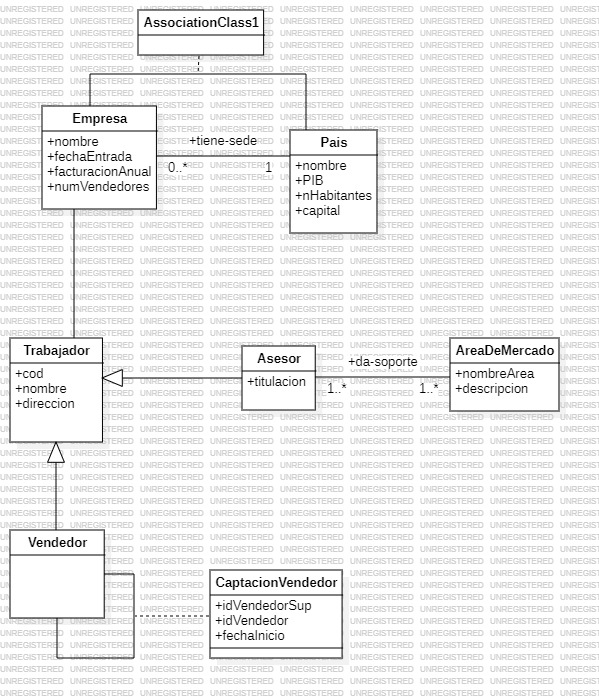 AssociationClass1
Empresa
+nombre
+fechaEntrada
+facturacionAnual
+numVendedores
+tiene-sede
0..*
1
Pais
+nombre
+PIB
+nHabitantes
+capital
Trabajador
+cod
+nombre
+direccion
Asesor
+titulacion
+da-soporte
1..*
1..*
AreaDeMercado
+nombreArea
+descripcion
Vendedor
CaptacionVendedor
+idVendedorSup
+idVendedor
+fechaInicio
UNREGISTERED